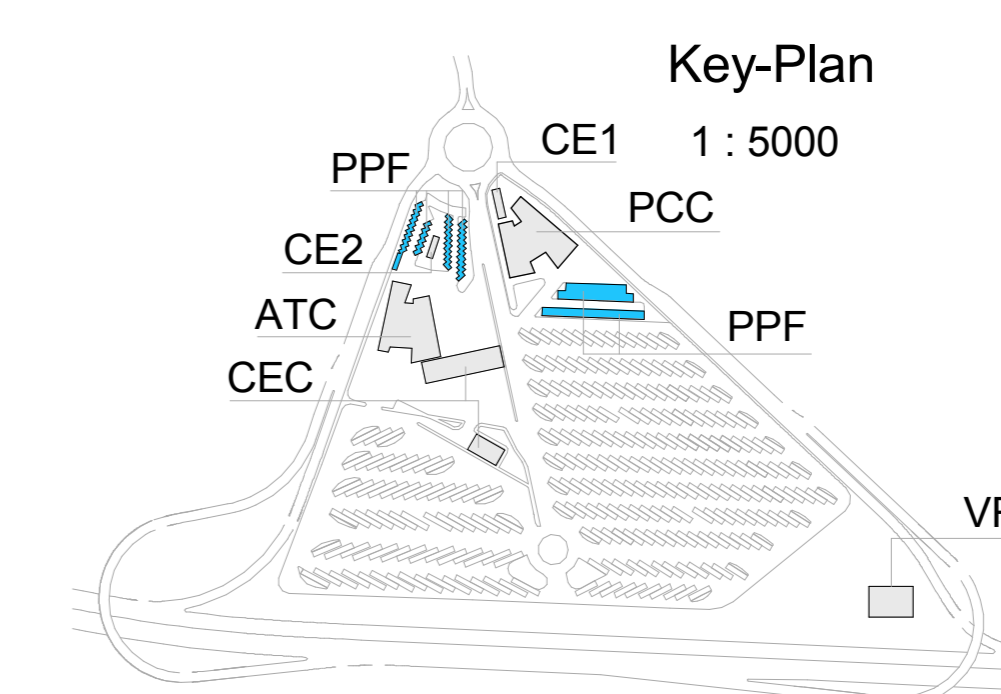 Key-Plan
1 : 5000
CE1
PPF
PCC
CE2
ATC
PPF
CEC